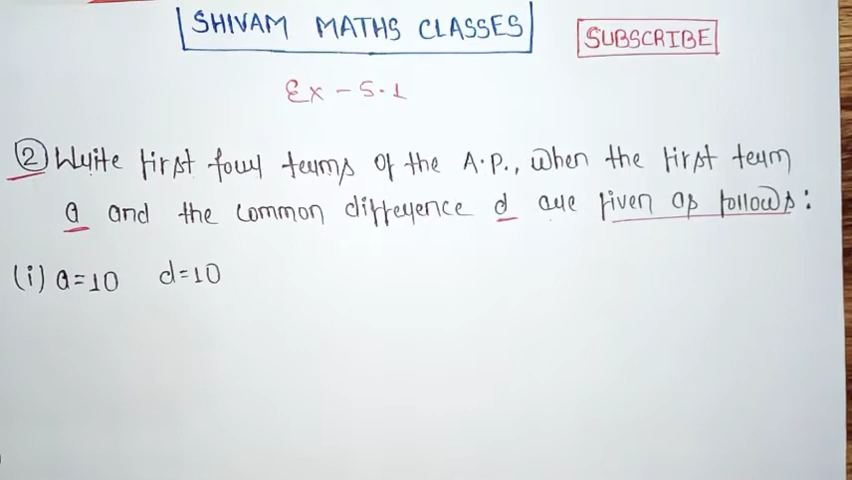 SHIVAM MATHS CLASSES
SUBSCRIBE
Ex - 5.1
② Write first four terms of the A.P., when the first term
a and the common difference d are given as follows:
(i) a=10 d=10